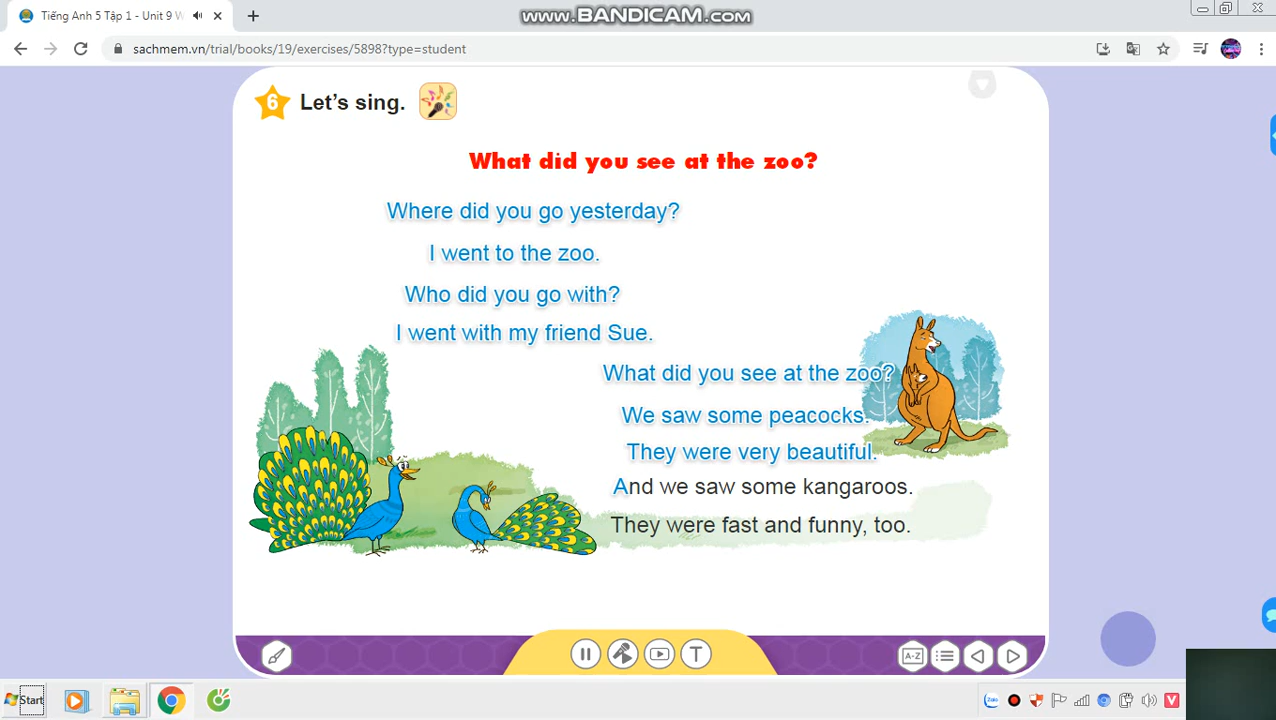 Tiếng Anh 5 Tập 1 - Unit 9 W
www.BANDICAM.com
sachmem.vn/trial/books/19/exercises/5898?type=student
6 Let's sing.
What did you see at the zoo?
Where did you go yesterday?
I went to the zoo.
Who did you go with?
I went with my friend Sue.
What did you see at the zoo?
We saw some peacocks.
They were very beautiful.
And we saw some kangaroos.
They were fast and funny, too.
T
A-Z
Start
Zalo
V